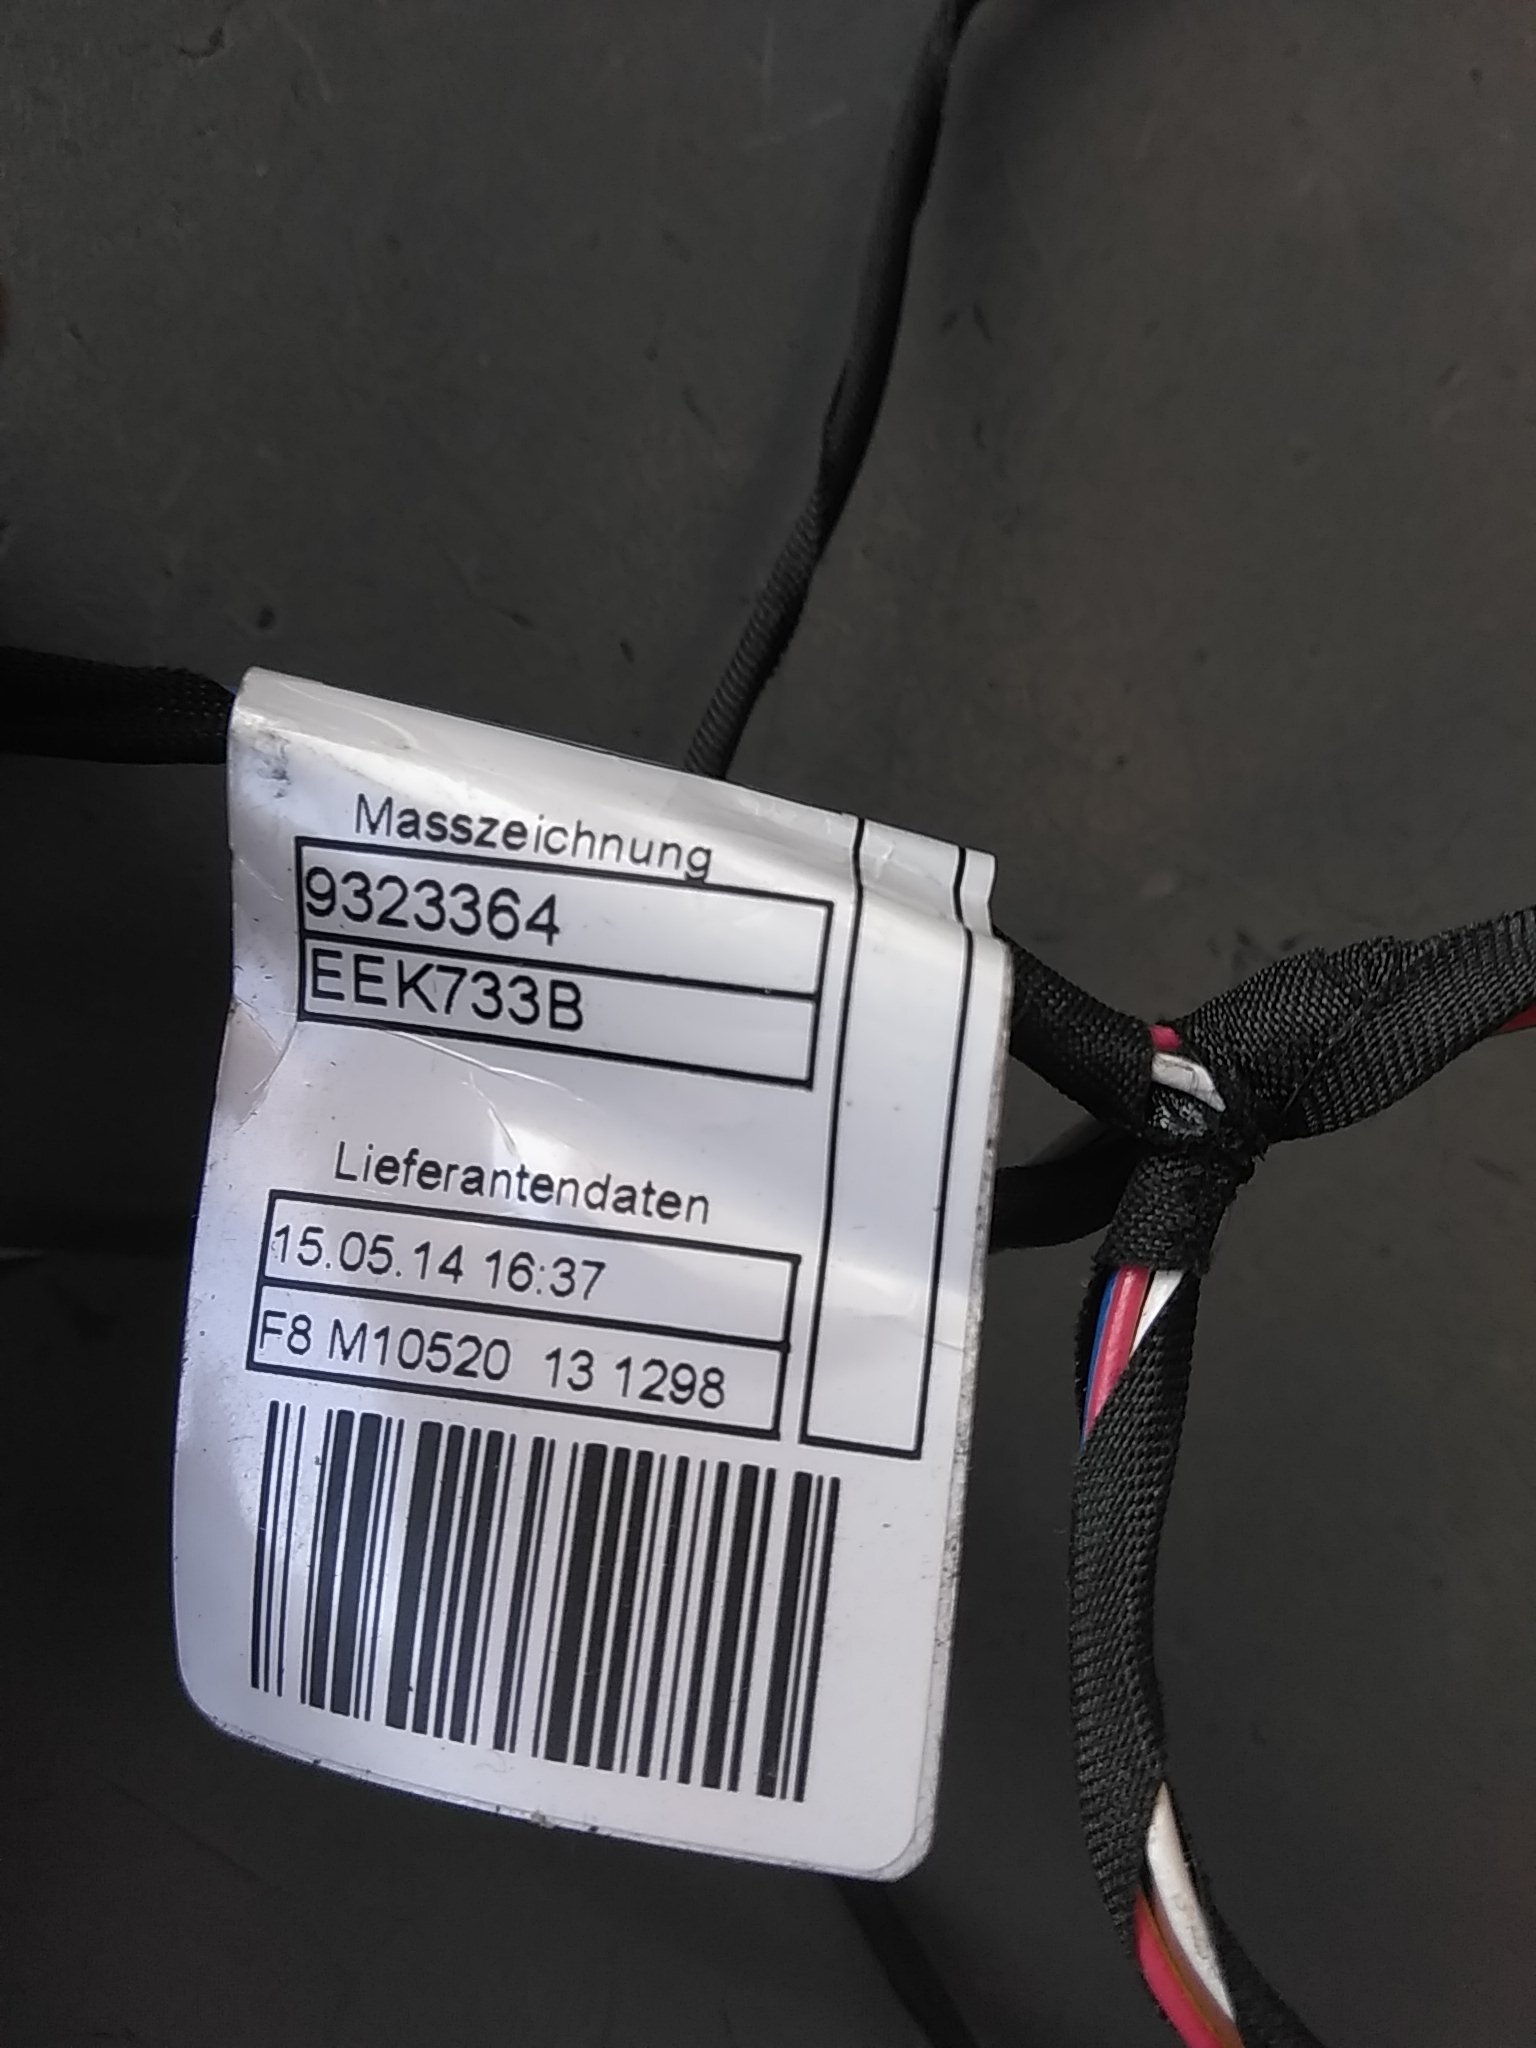 Masszeichnung
9323364
EEK733B
Lieferantendaten
15.05.14 16:37
F8 M10520 13 1298